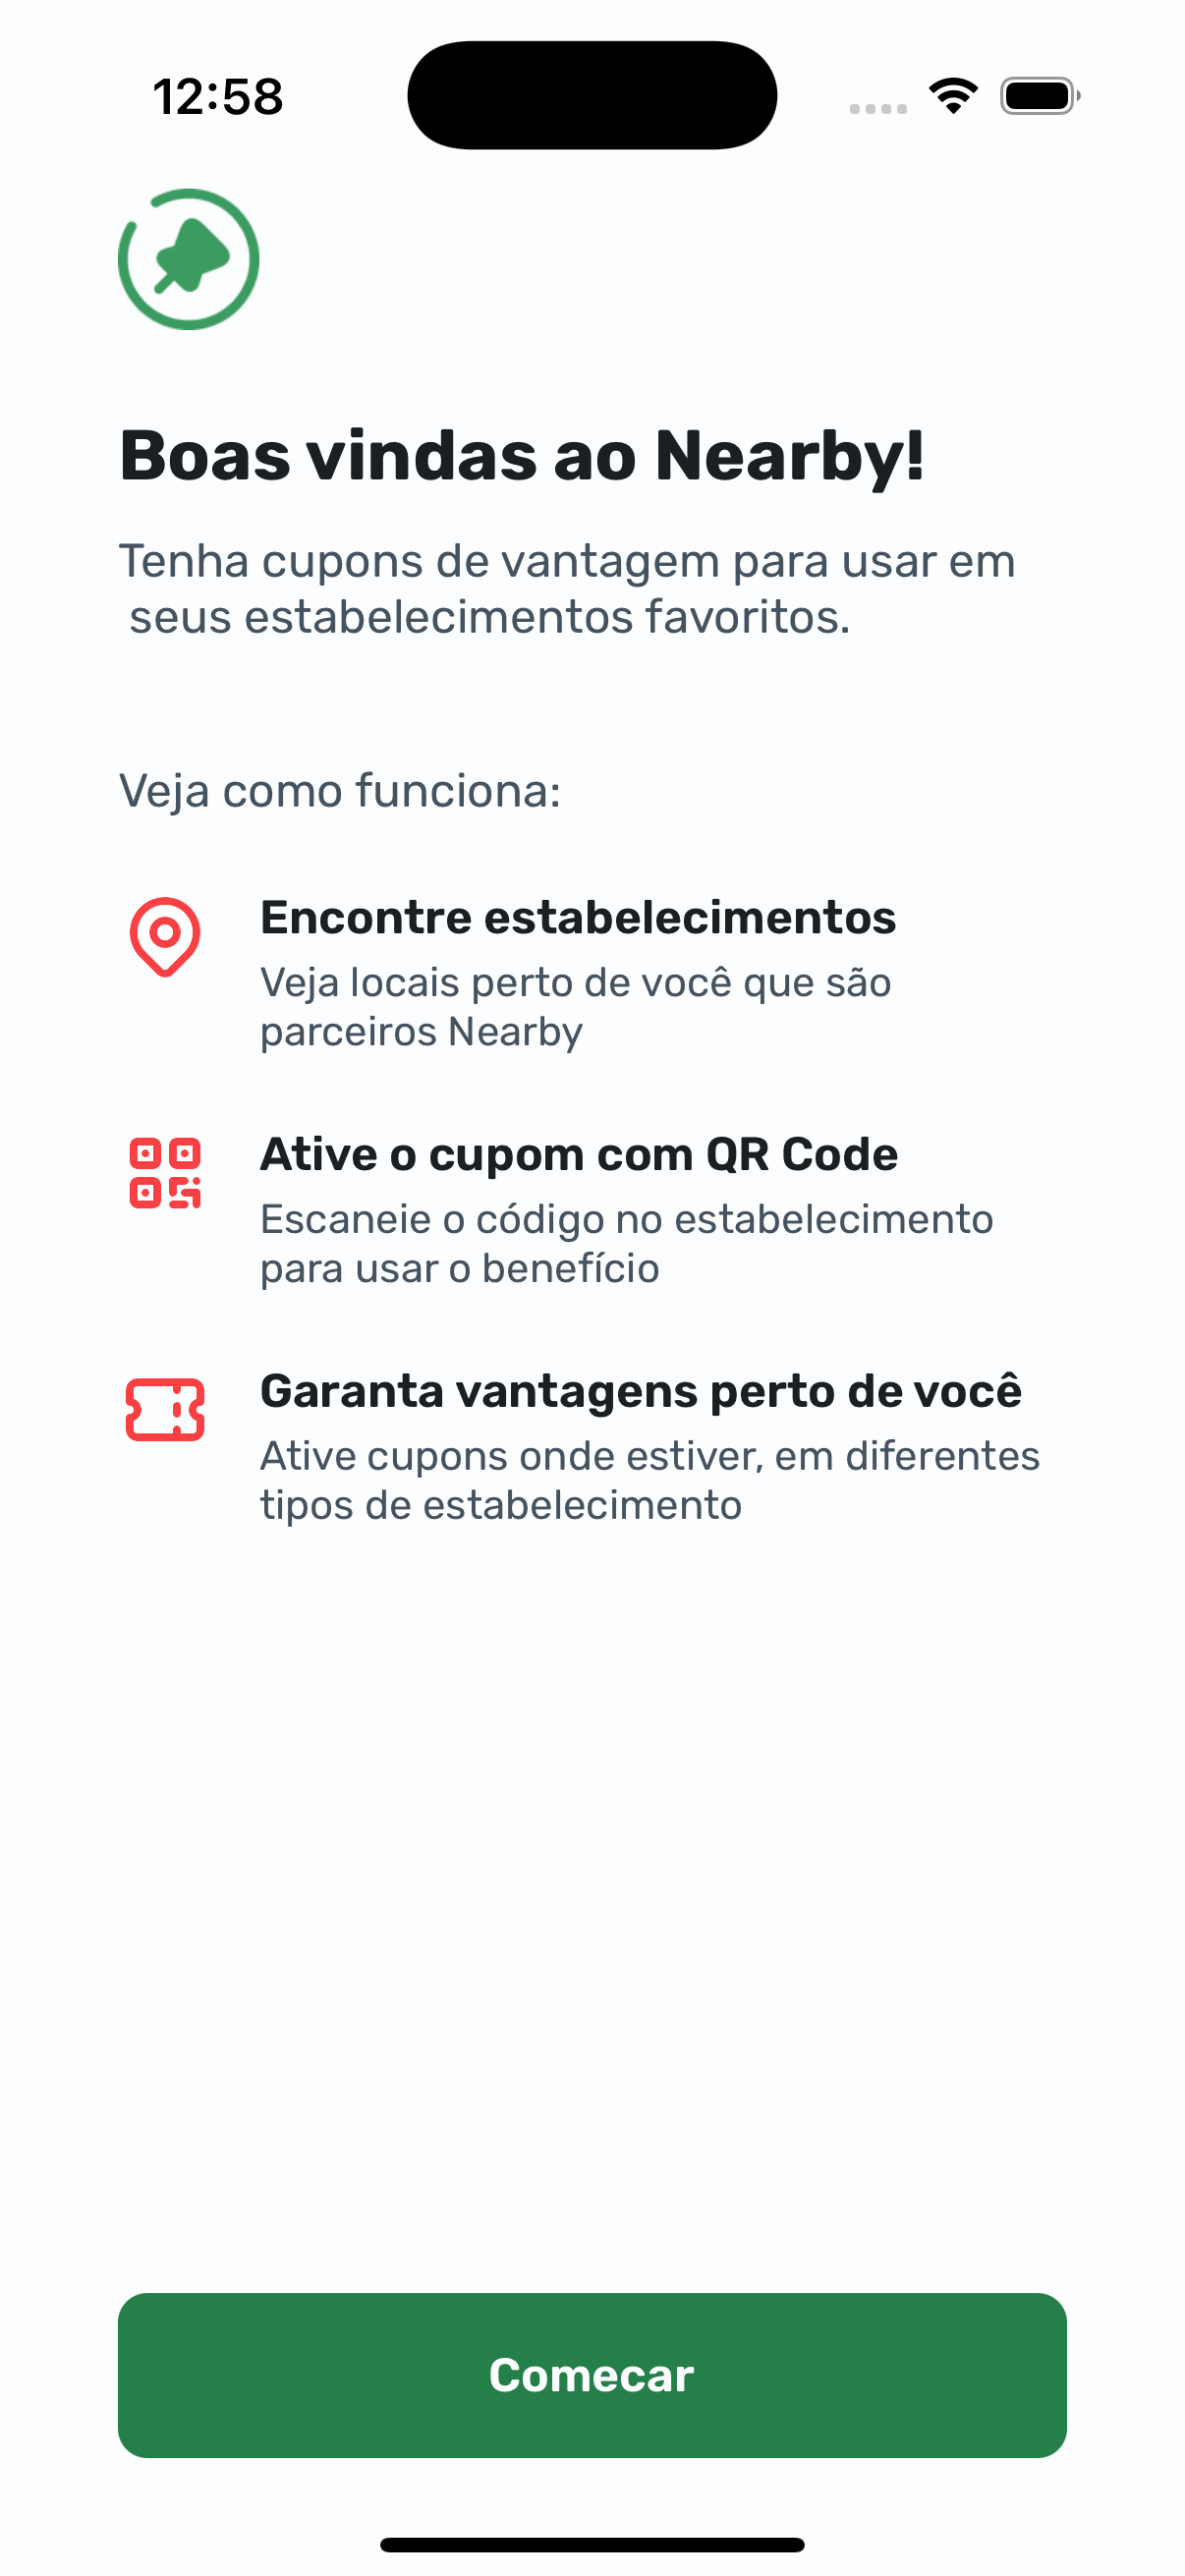 12:58
Boas vindas ao Nearby!
Tenha cupons de vantagem para usar em
seus estabelecimentos favoritos.
Veja como funciona:
Encontre estabelecimentos
Veja locais perto de você que são
parceiros Nearby
Ative o cupom com QR Code
Escaneie o código no estabelecimento
para usar o benefício
Garanta vantagens perto de você
Ative cupons onde estiver, em diferentes
tipos de estabelecimento
Comecar